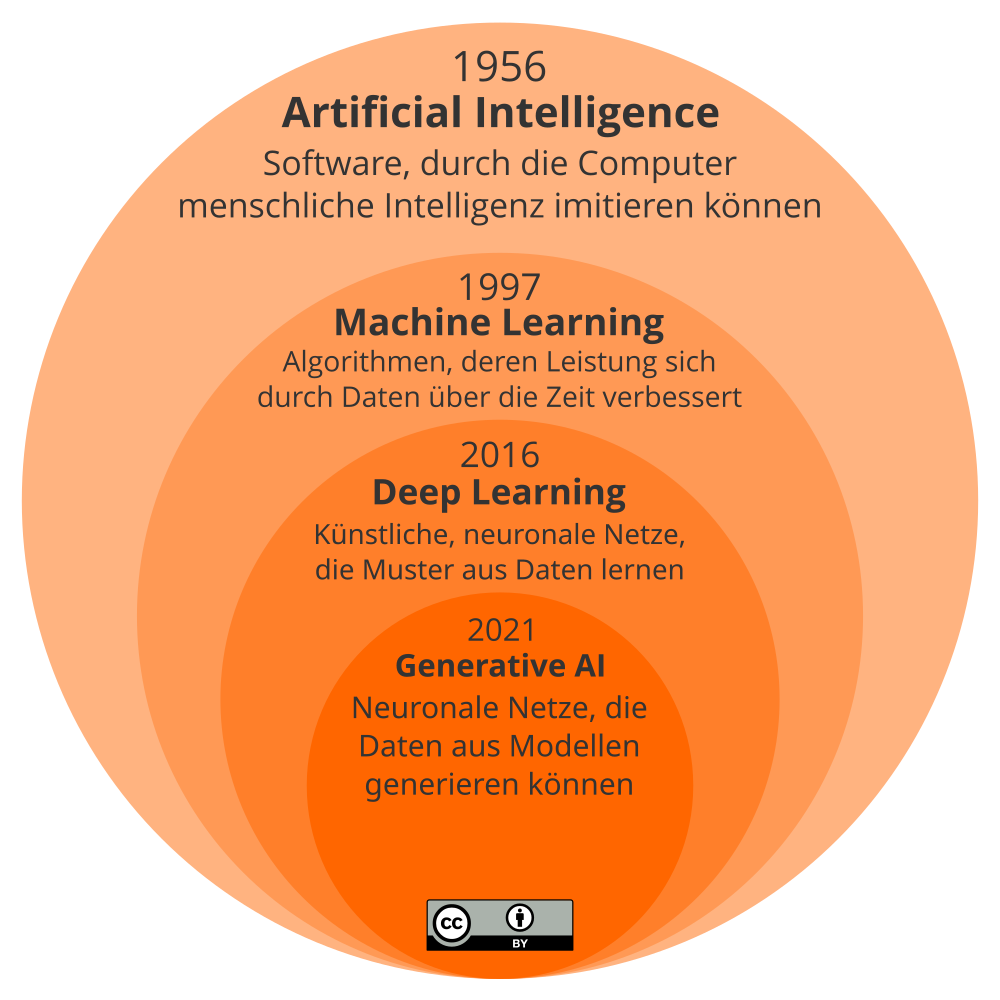 1956
Artificial Intelligence
Software, durch die Computer
menschliche Intelligenz imitieren können
1997
Machine Learning
Algorithmen, deren Leistung sich
durch Daten über die Zeit verbessert
2016
Deep Learning
Künstliche, neuronale Netze,
die Muster aus Daten lernen
2021
Generative AI
Neuronale Netze, die
Daten aus Modellen
generieren können
cc
BY